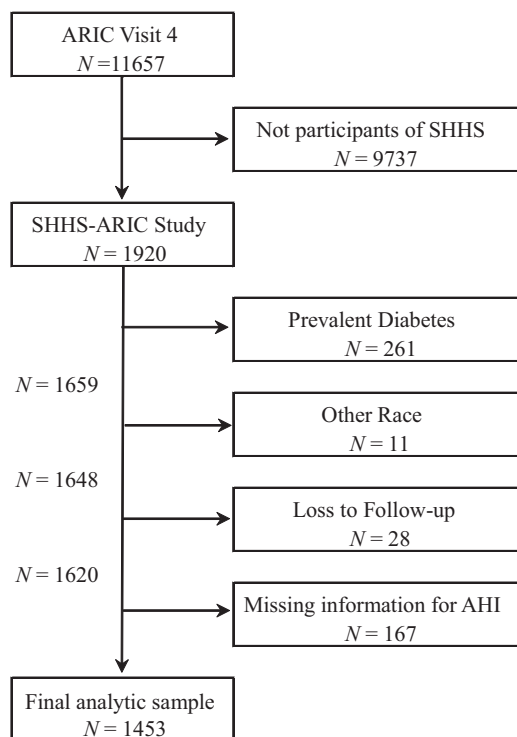 ARIC Visit 4
N =11657
Not participants of SHHS
N = 9737
SHHS-ARIC Study
N = 1920
Prevalent Diabetes
N = 261
N = 1659
Other Race
N = 11
N = 1648
Loss to Follow-up
N = 28
N = 1620
Missing information for AHI
N = 167
Final analytic sample
N = 1453